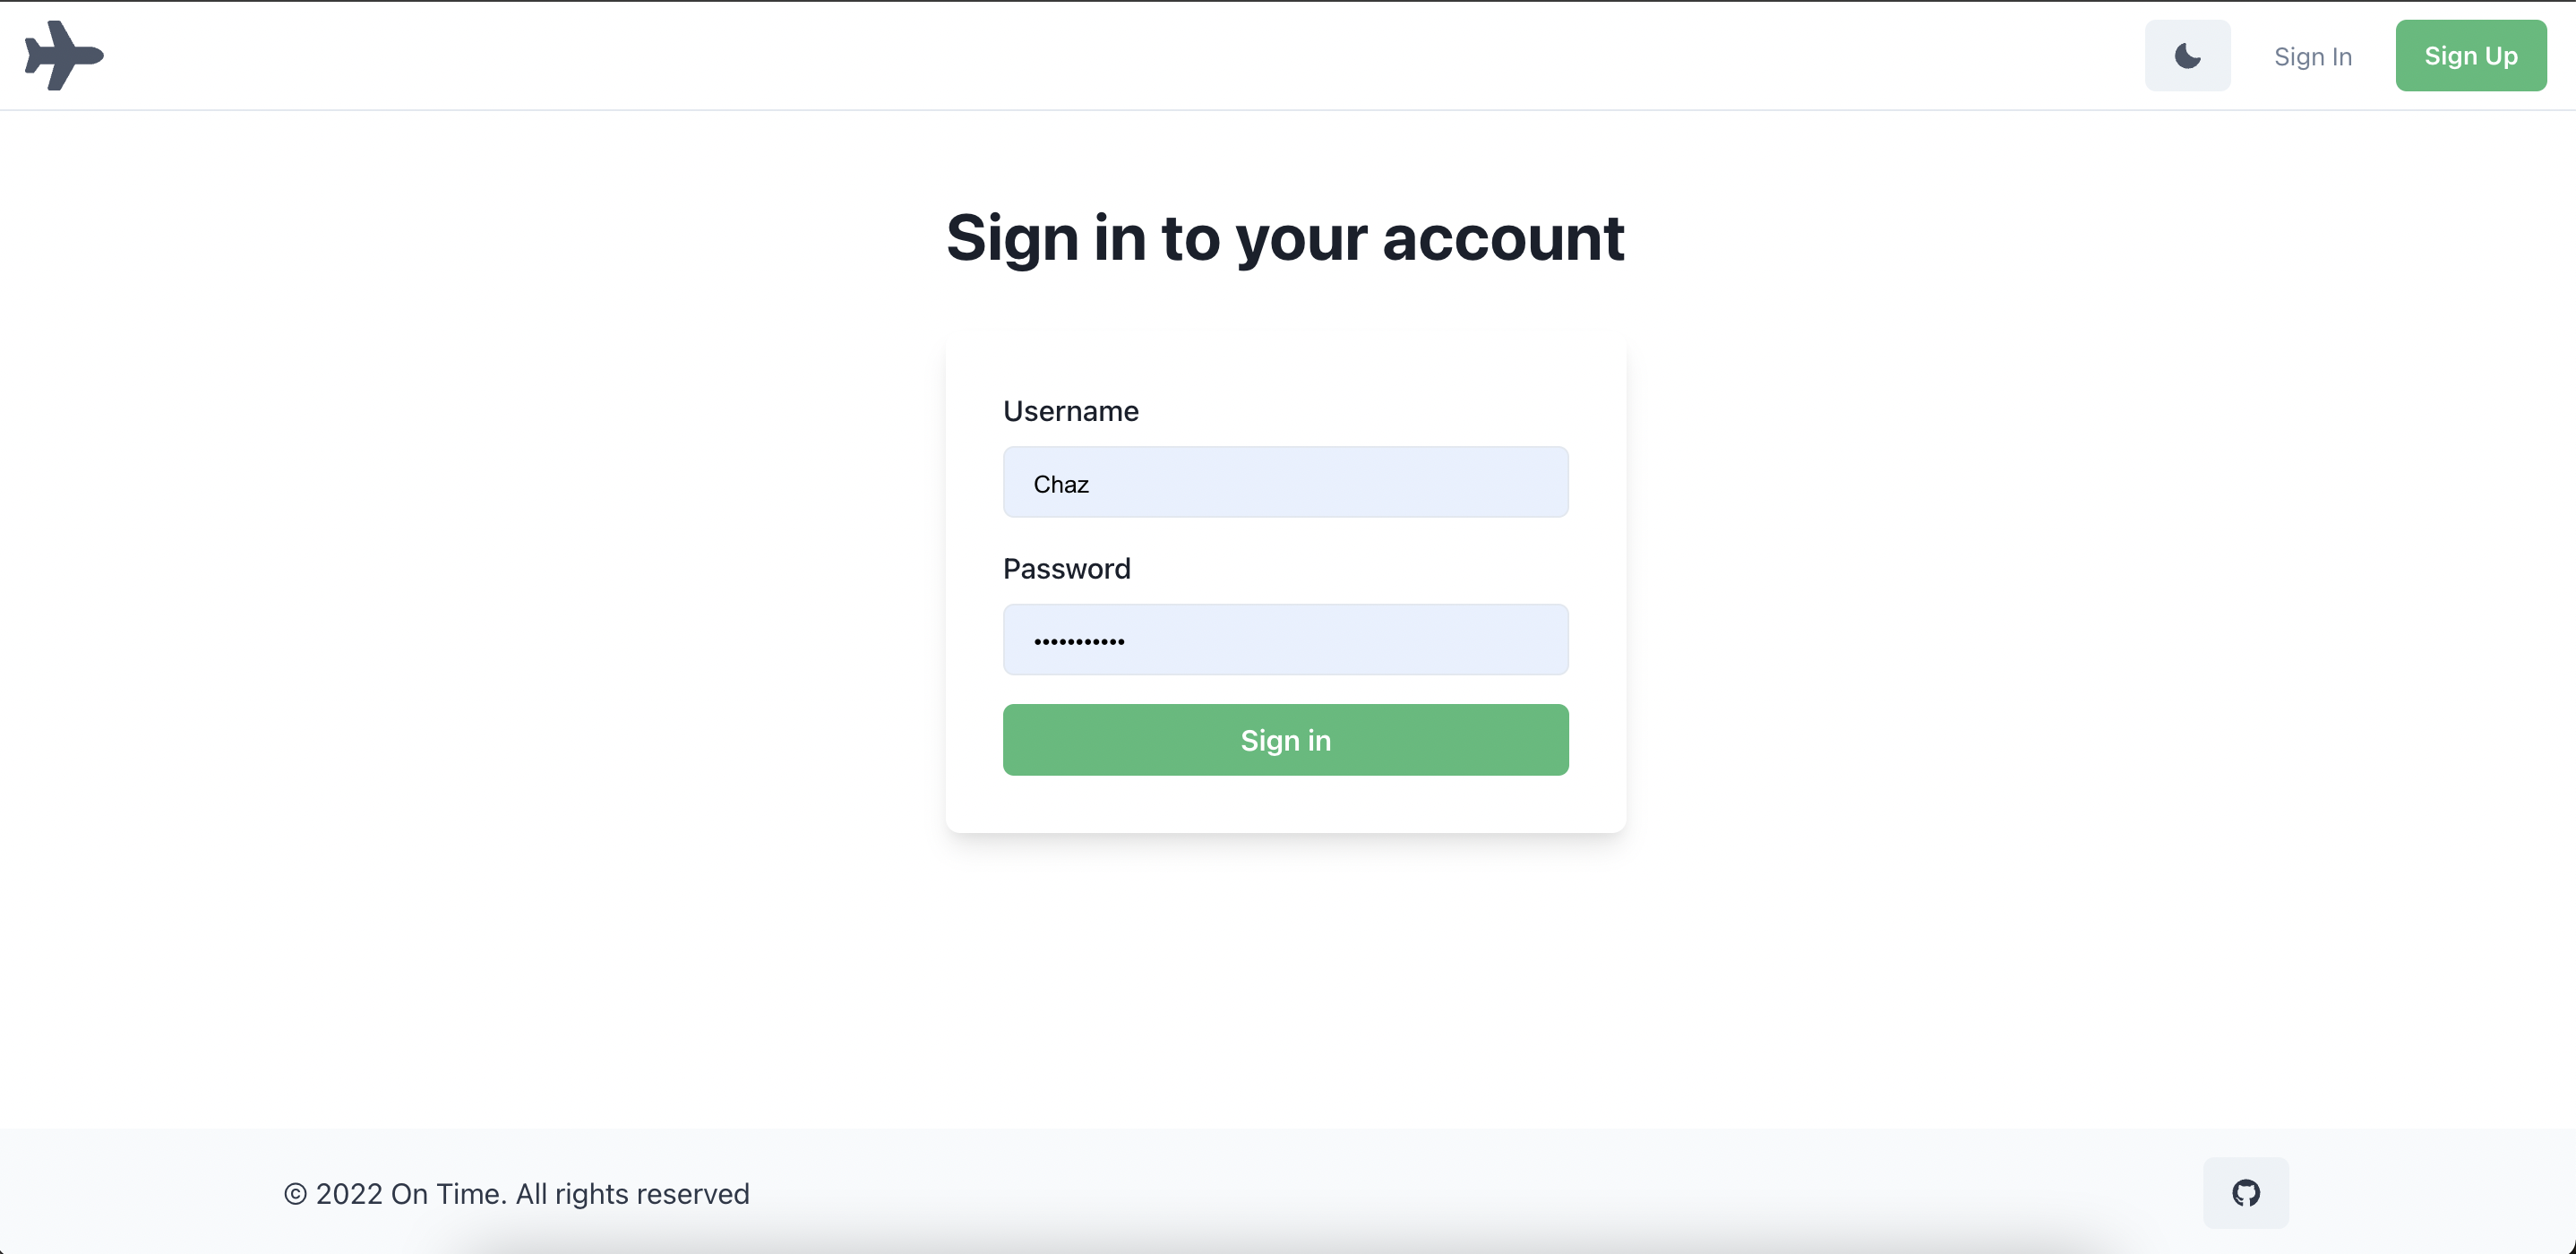 Sign In
Sign Up
Sign in to your account
Username
Chaz
Password
•••••••••••
Sign in
© 2022 On Time. All rights reserved